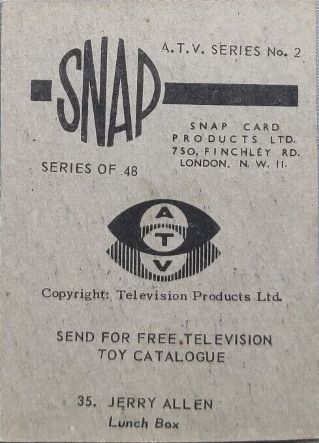 A.T.V. SERIES No. 2
SNAP
SNAP CARD
PRODUCTS LTD.
750, FINCHLEY RD.
LONDON, N. W. 11.
SERIES OF 48
A
T
V
Copyright: Television Products Ltd.
SEND FOR FREE TELEVISION
TOY CATALOGUE
35. JERRY ALLEN
Lunch Box